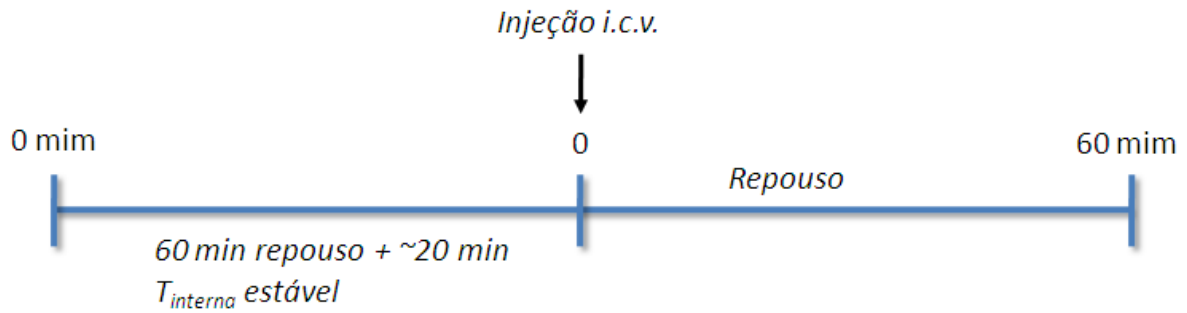 Injeção i.c.v.
0 mim
0
60 mim
Repouso
60 min repouso + ~20 min
Tinterna estável